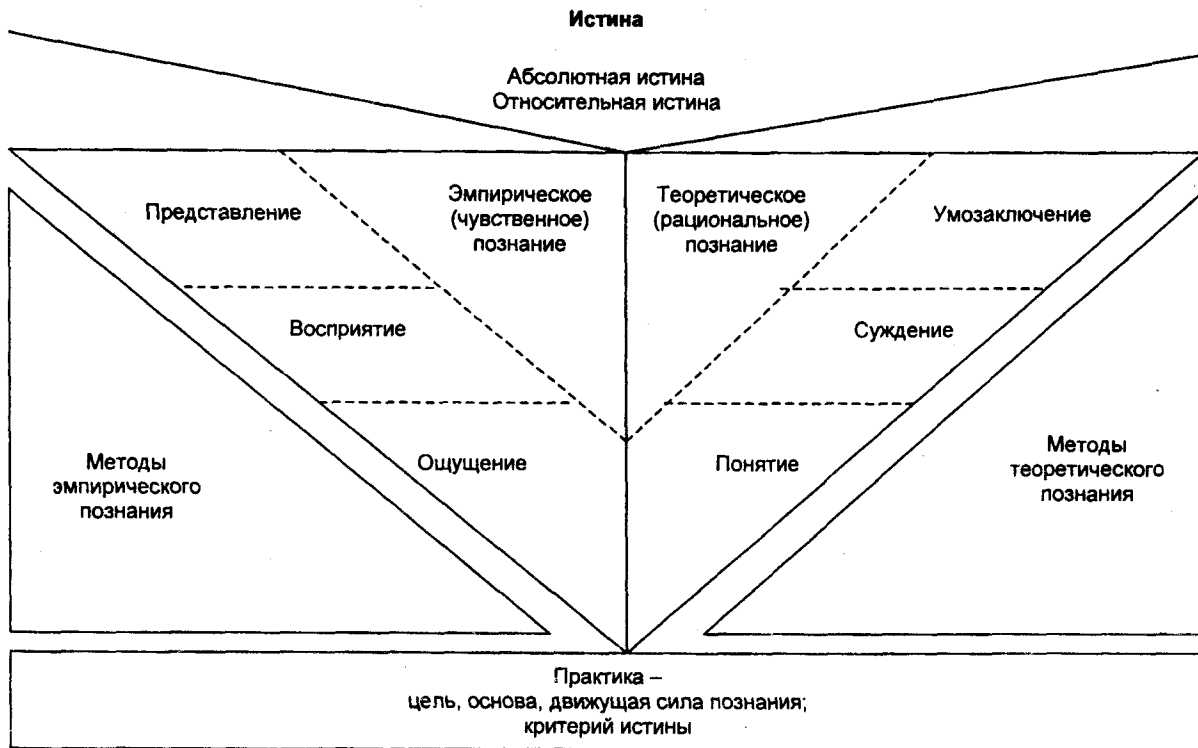 Истина
Абсолютная истина
Относительная истина
Представление
Эмпирическое
(чувственное)
познание
Теоретическое
(рациональное)
познание
Умозаключение
Восприятие
Суждение
Ощущение
Понятие
Методы
эмпирического
познания
Методы
теоретического
познания
Практика –
цель, основа, движущая сила познания;
критерий истины